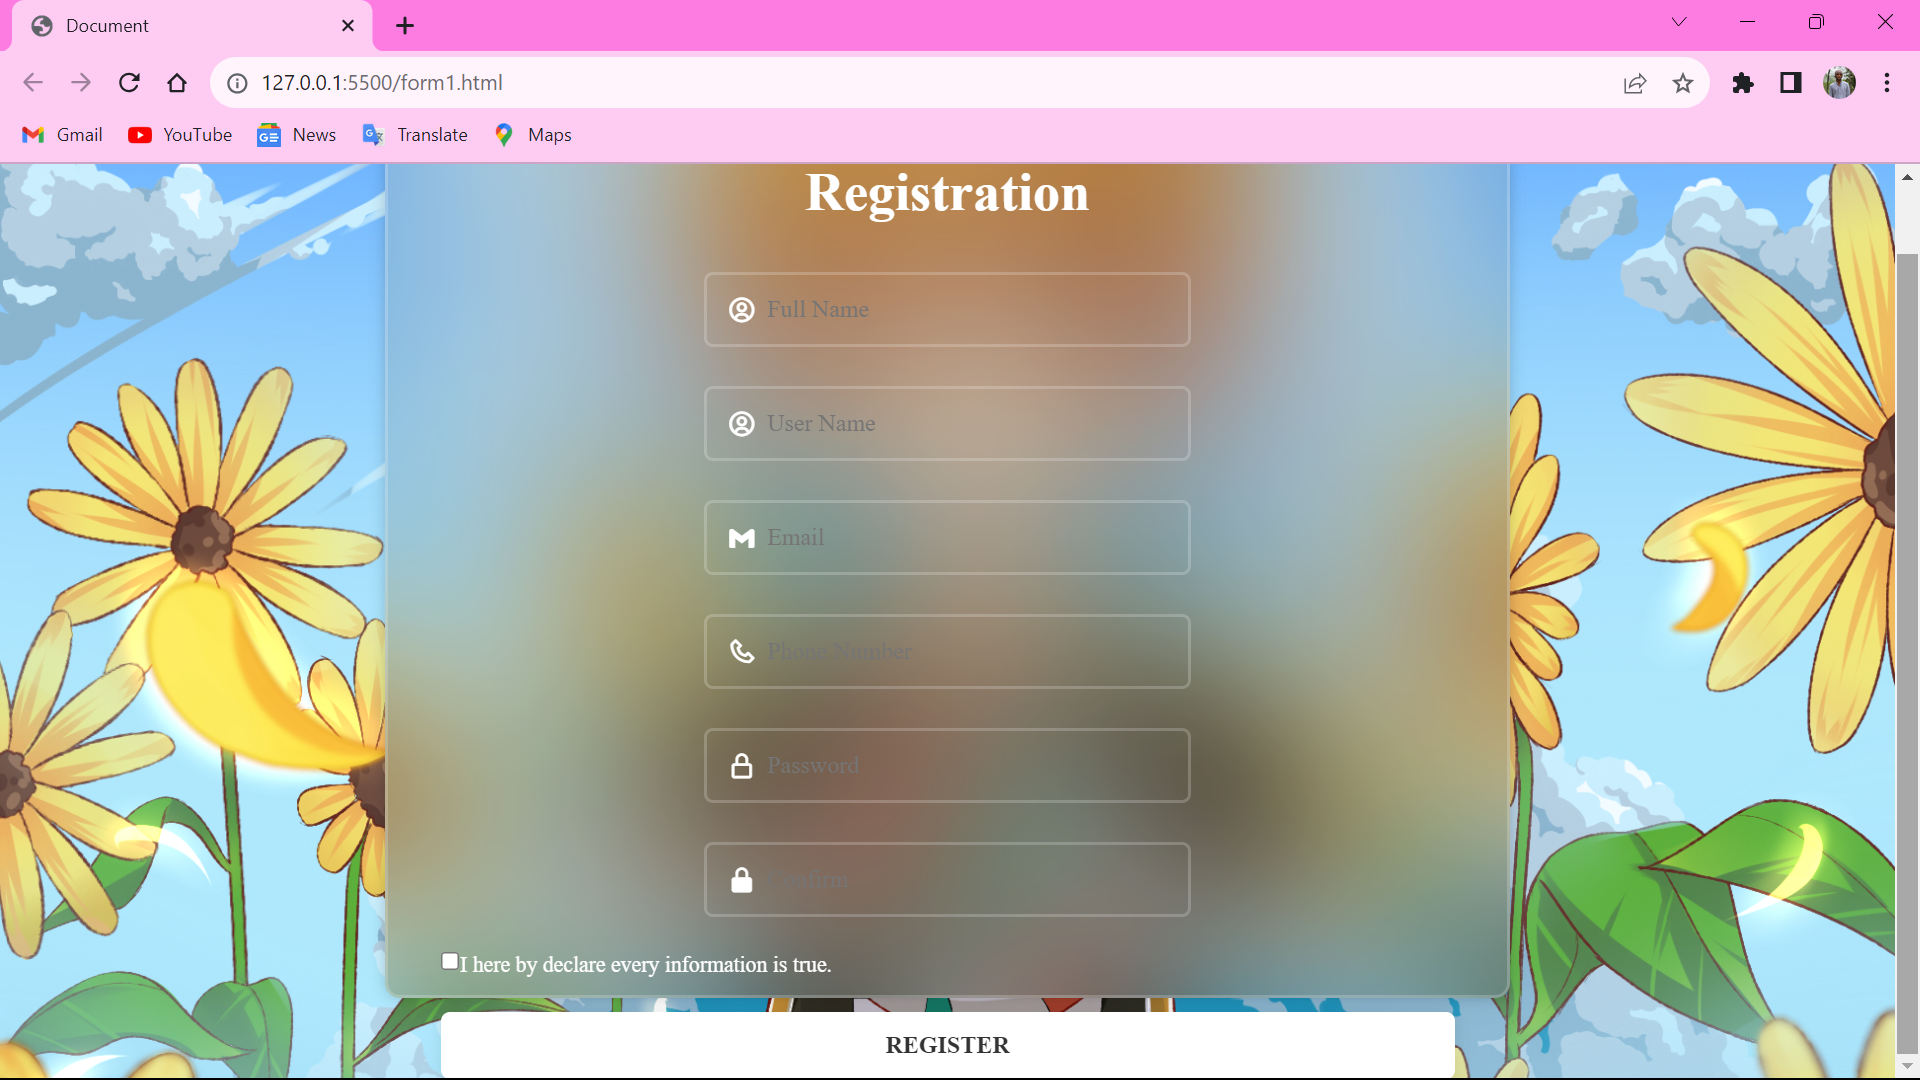 Document
127.0.0.1:5500/form1.html
Gmail YouTube News Translate Maps
Registration
Full Name
User Name
Email
Phone Number
Password
Confirm
I here by declare every information is true.
REGISTER